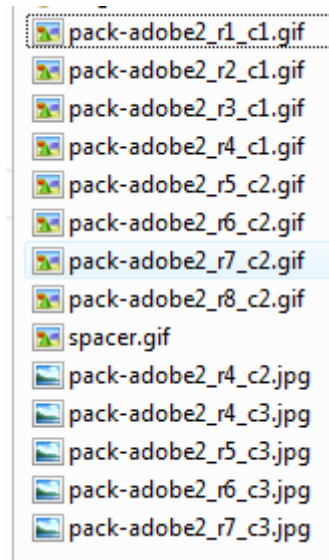 pack-adobe2_r1_c1.gif
pack-adobe2_r2_c1.gif
pack-adobe2_r3_c1.gif
pack-adobe2_r4_c1.gif
pack-adobe2_r5_c2.gif
pack-adobe2_r6_c2.gif
pack-adobe2_r7_c2.gif
pack-adobe2_r8_c2.gif
spacer.gif
pack-adobe2_r4_c2.jpg
pack-adobe2_r4_c3.jpg
pack-adobe2_r5_c3.jpg
pack-adobe2_r6_c3.jpg
pack-adobe2_r7_c3.jpg